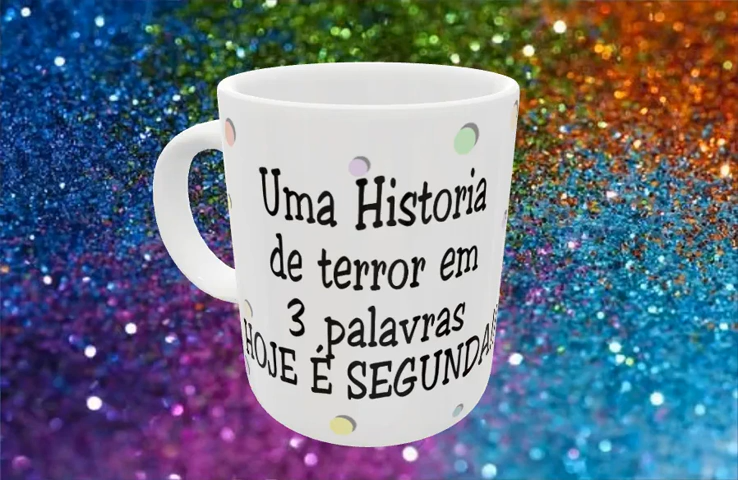 Uma Historia
de terror em
3 palavras
HOJE É SEGUNDA!!